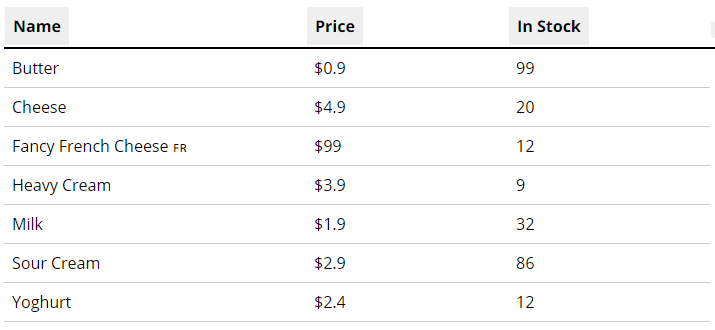 Name Price In Stock
Butter $0.9 99
Cheese $4.9 20
Fancy French Cheese FR $99 12
Heavy Cream $3.9 9
Milk $1.9 32
Sour Cream $2.9 86
Yoghurt $2.4 12